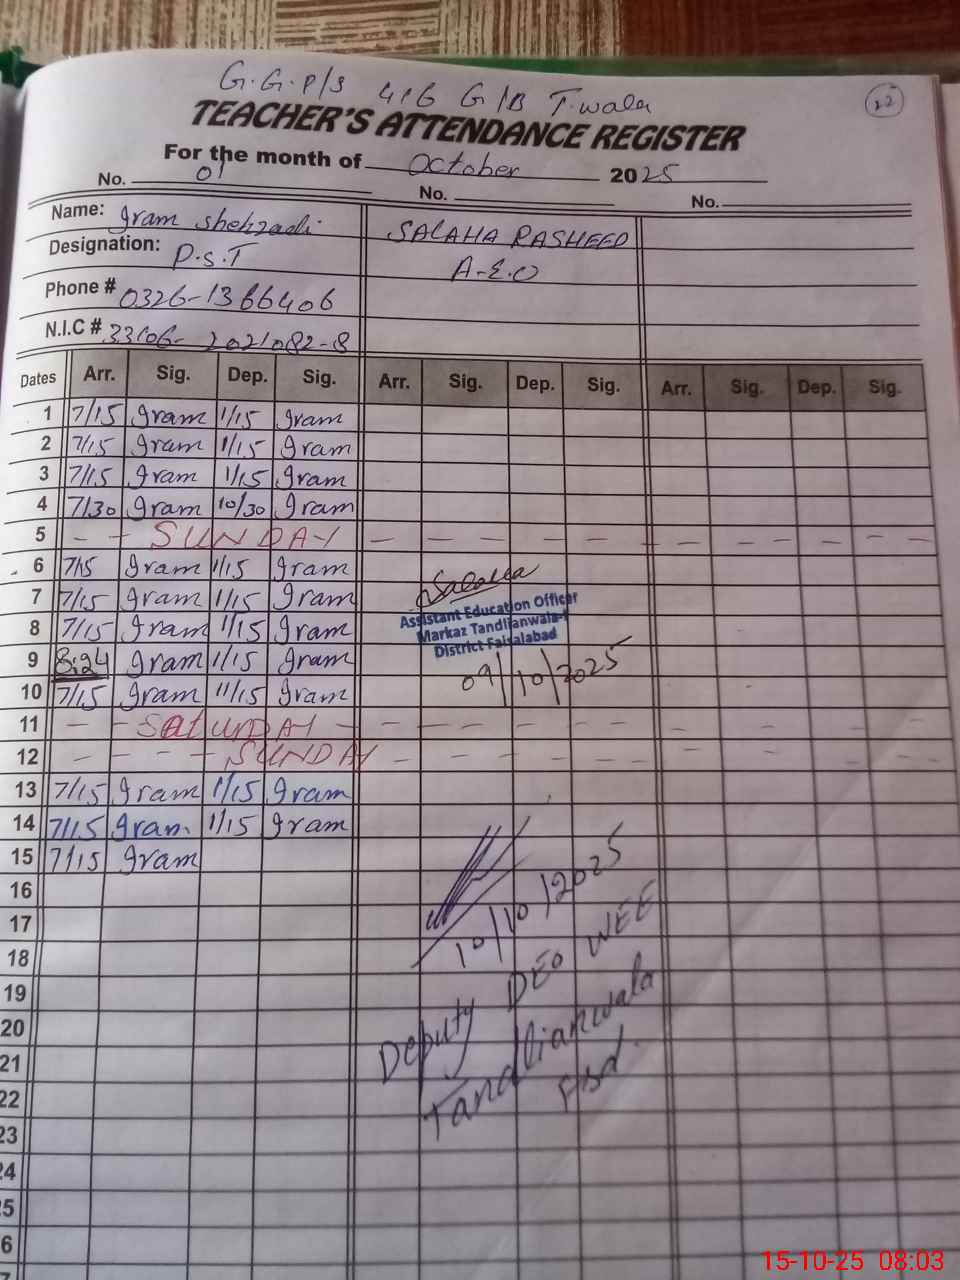 G.G.P/S 416 G/B T.wala
22
TEACHER'S ATTENDANCE REGISTER
For the month of October 2025
No. 01 No. No.
Name: Iram Shehzadi SALAHA RASHEED
Designation: P.S.T A.E.O
Phone # 0326-1366406
N.I.C # 33106-2021082-8
Dates Arr. Sig. Dep. Sig. Arr. Sig. Dep. Sig. Arr. Sig. Dep. Sig.
1 7/15 Iram 1/15 Iram
2 7/15 Iram 1/15 Iram
3 7/15 Iram 1/15 Iram
4 7/30 Iram 10/30 Iram
5 - - SUNDAY - - - - - - - - -
6 7/15 Iram 1/15 Iram
7 7/15 Iram 1/15 Iram
Salaha
Assistant Education Officer
8 7/15 Iram 1/15 Iram
Markaz Tandlianwala-1
District Faisalabad
9 8:24 Iram 1/15 Iram
09/10/2025
10 7/15 Iram 1/15 Iram
11 - - SATURDAY - - - - - - - -
12 - - - - SUNDAY - - - - - - - -
13 7/15 Iram 1/15 Iram
14 7/15 Iram. 1/15 Iram
15 7/15 Iram
16
17
10/10/2025
18
19
Deputy DEO WEE
20
21
Tandlianwala
22
Fsd.
23
24
25
26
15-10-25 08:03